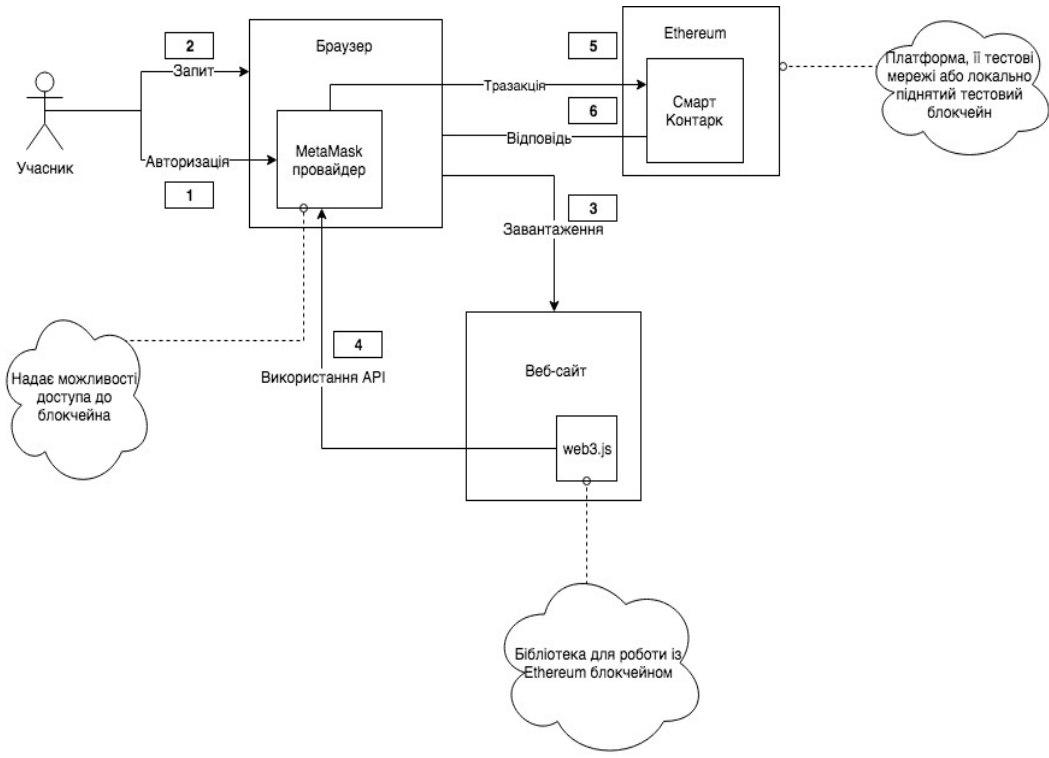 2
Запит
Учасник
Авторизація
1
Браузер
MetaMask
провайдер
5
Тразакція
6
Відповідь
Ethereum
Смарт
Контарк
Платформа, її тестові
мережі або локально
піднятий тестовий
блокчейн
3
Завантаження
4
Використання API
Надає можливості
доступа до
блокчейна
Веб-сайт
web3.js
Бібліотека для роботи із
Ethereum блокчейном